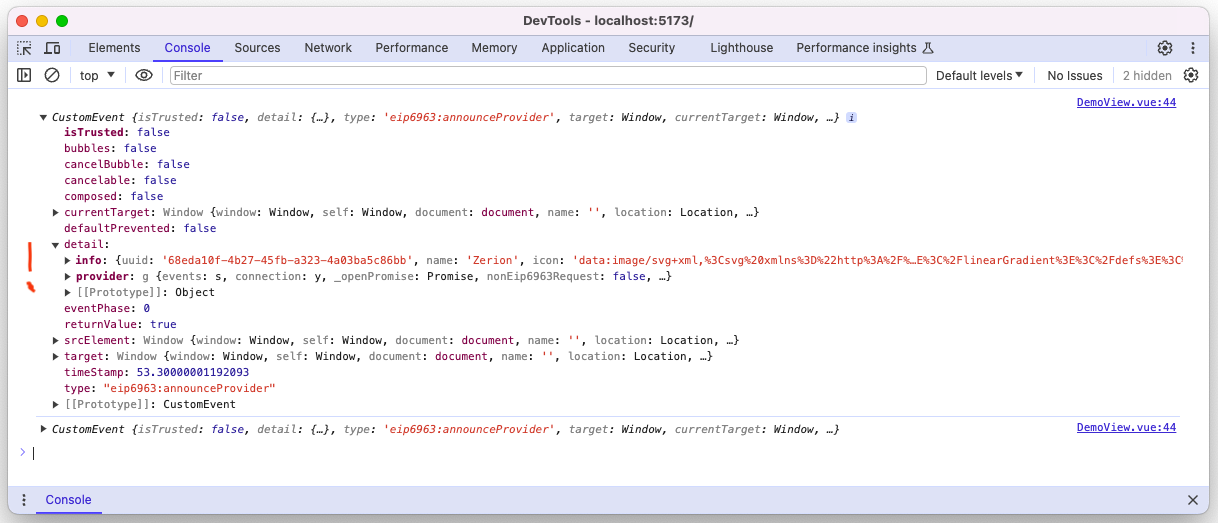 DevTools - localhost:5173/
Elements Console Sources Network Performance Memory Application Security Lighthouse Performance insights
top Filter Default levels No Issues 2 hidden
DemoView.vue:44
CustomEvent {isTrusted: false, detail: {…}, type: 'eip6963:announceProvider', target: Window, currentTarget: Window, …} i
isTrusted: false
bubbles: false
cancelBubble: false
cancelable: false
composed: false
currentTarget: Window {window: Window, self: Window, document: document, name: '', location: Location, …}
defaultPrevented: false
detail:
info: {uuid: '68eda10f-4b27-45fb-a323-4a03ba5c86bb', name: 'Zerion', icon: 'data:image/svg+xml,%3Csvg%20xmlns%3D%22http%3A%2F%…E%3C%2FlinearGradient%3E%3C%2Fdefs%3E%3C%
provider: g {events: s, connection: y, _openPromise: Promise, nonEip6963Request: false, …}
[[Prototype]]: Object
eventPhase: 0
returnValue: true
srcElement: Window {window: Window, self: Window, document: document, name: '', location: Location, …}
target: Window {window: Window, self: Window, document: document, name: '', location: Location, …}
timeStamp: 53.30000001192093
type: "eip6963:announceProvider"
[[Prototype]]: CustomEvent
CustomEvent {isTrusted: false, detail: {…}, type: 'eip6963:announceProvider', target: Window, currentTarget: Window, …} DemoView.vue:44
>
Console